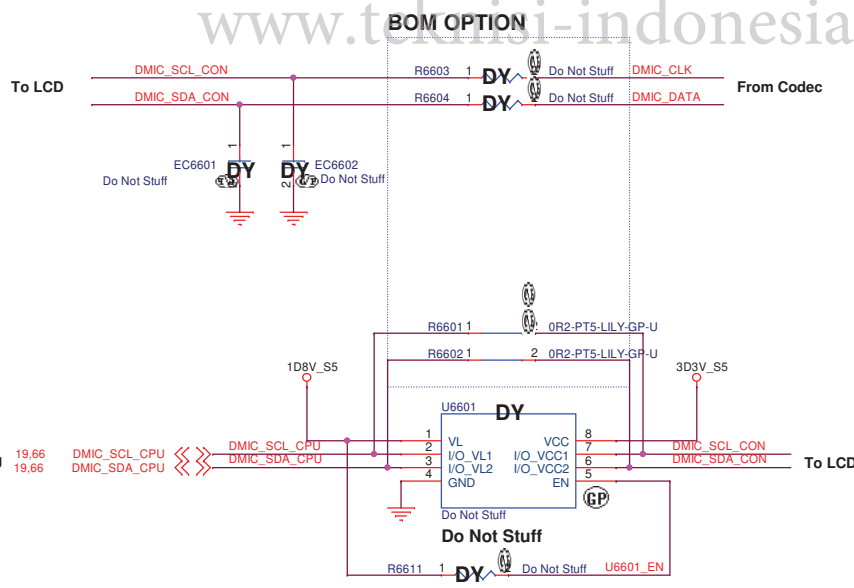 www.teknisi-indonesia
BOM OPTION
To LCD
DMIC_SCL_CON
R6603 1 DY Do Not Stuff DMIC_CLK
DMIC_SDA_CON
R6604 1 DY Do Not Stuff DMIC_DATA
From Codec
1 1
EC6601 DY
Do Not Stuff
DY EC6602
2 Do Not Stuff
R6601 1 0R2-PT5-LILY-GP-U
R6602 1 2 0R2-PT5-LILY-GP-U
1D8V_S5
3D3V_S5
U6601 DY
1 VL VCC 8
2 I/O_VL1 I/O_VCC1 7
3 I/O_VL2 I/O_VCC2 6
4 GND EN 5
19,66 DMIC_SCL_CPU DMIC_SCL_CPU
19,66 DMIC_SDA_CPU DMIC_SDA_CPU
DMIC_SCL_CON
DMIC_SDA_CON
To LCD
GP
Do Not Stuff
Do Not Stuff
R6611 1 DY 2 Do Not Stuff U6601_EN